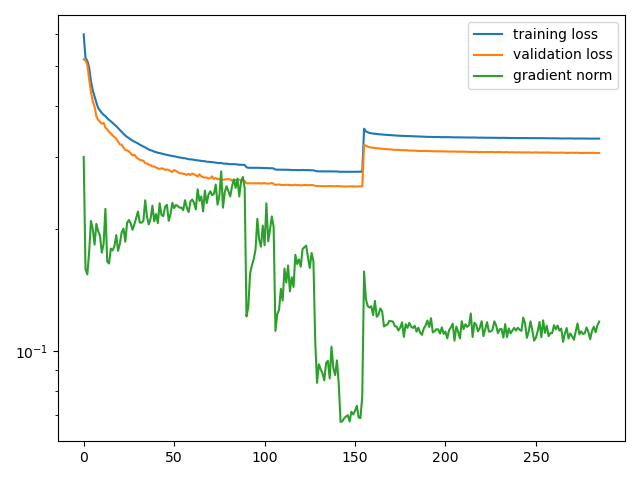 training loss
validation loss
gradient norm
10⁻¹
0 50 100 150 200 250